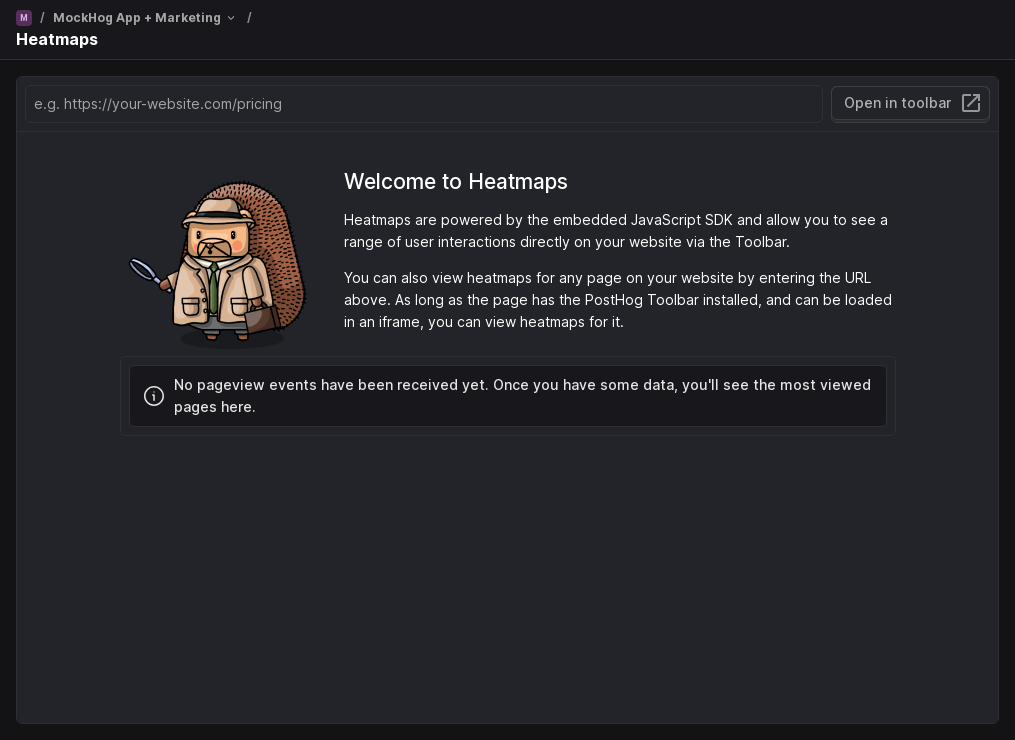 M / MockHog App + Marketing /
Heatmaps
e.g. https://your-website.com/pricing
Open in toolbar
Welcome to Heatmaps
Heatmaps are powered by the embedded JavaScript SDK and allow you to see a
range of user interactions directly on your website via the Toolbar.
You can also view heatmaps for any page on your website by entering the URL
above. As long as the page has the PostHog Toolbar installed, and can be loaded
in an iframe, you can view heatmaps for it.
No pageview events have been received yet. Once you have some data, you'll see the most viewed
pages here.